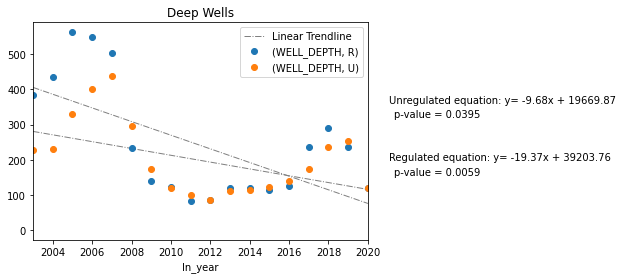 Deep Wells
Linear Trendline
(WELL_DEPTH, R)
(WELL_DEPTH, U)
500
400
300
200
100
0
2004 2006 2008 2010 2012 2014 2016 2018 2020
In_year
Unregulated equation: y= -9.68x + 19669.87
p-value = 0.0395
Regulated equation: y= -19.37x + 39203.76
p-value = 0.0059